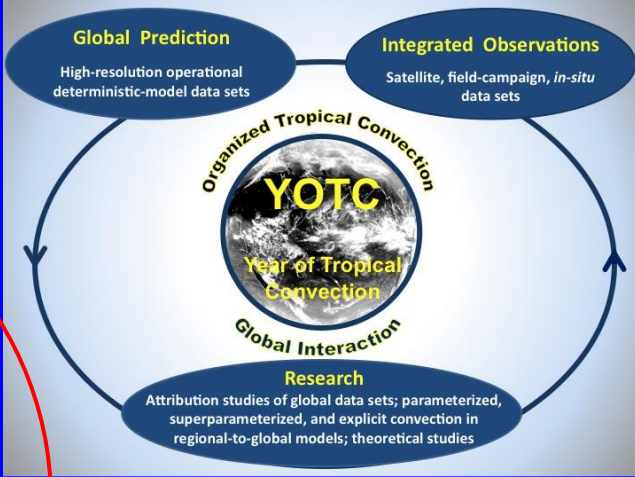 Global Prediction
High-resolution operational
deterministic-model data sets
Integrated Observations
Satellite, field-campaign, in-situ
data sets
Organized Tropical Convection
YOTC
Year of Tropical
Convection
Global Interaction
Research
Attribution studies of global data sets; parameterized,
superparameterized, and explicit convection in
regional-to-global models; theoretical studies